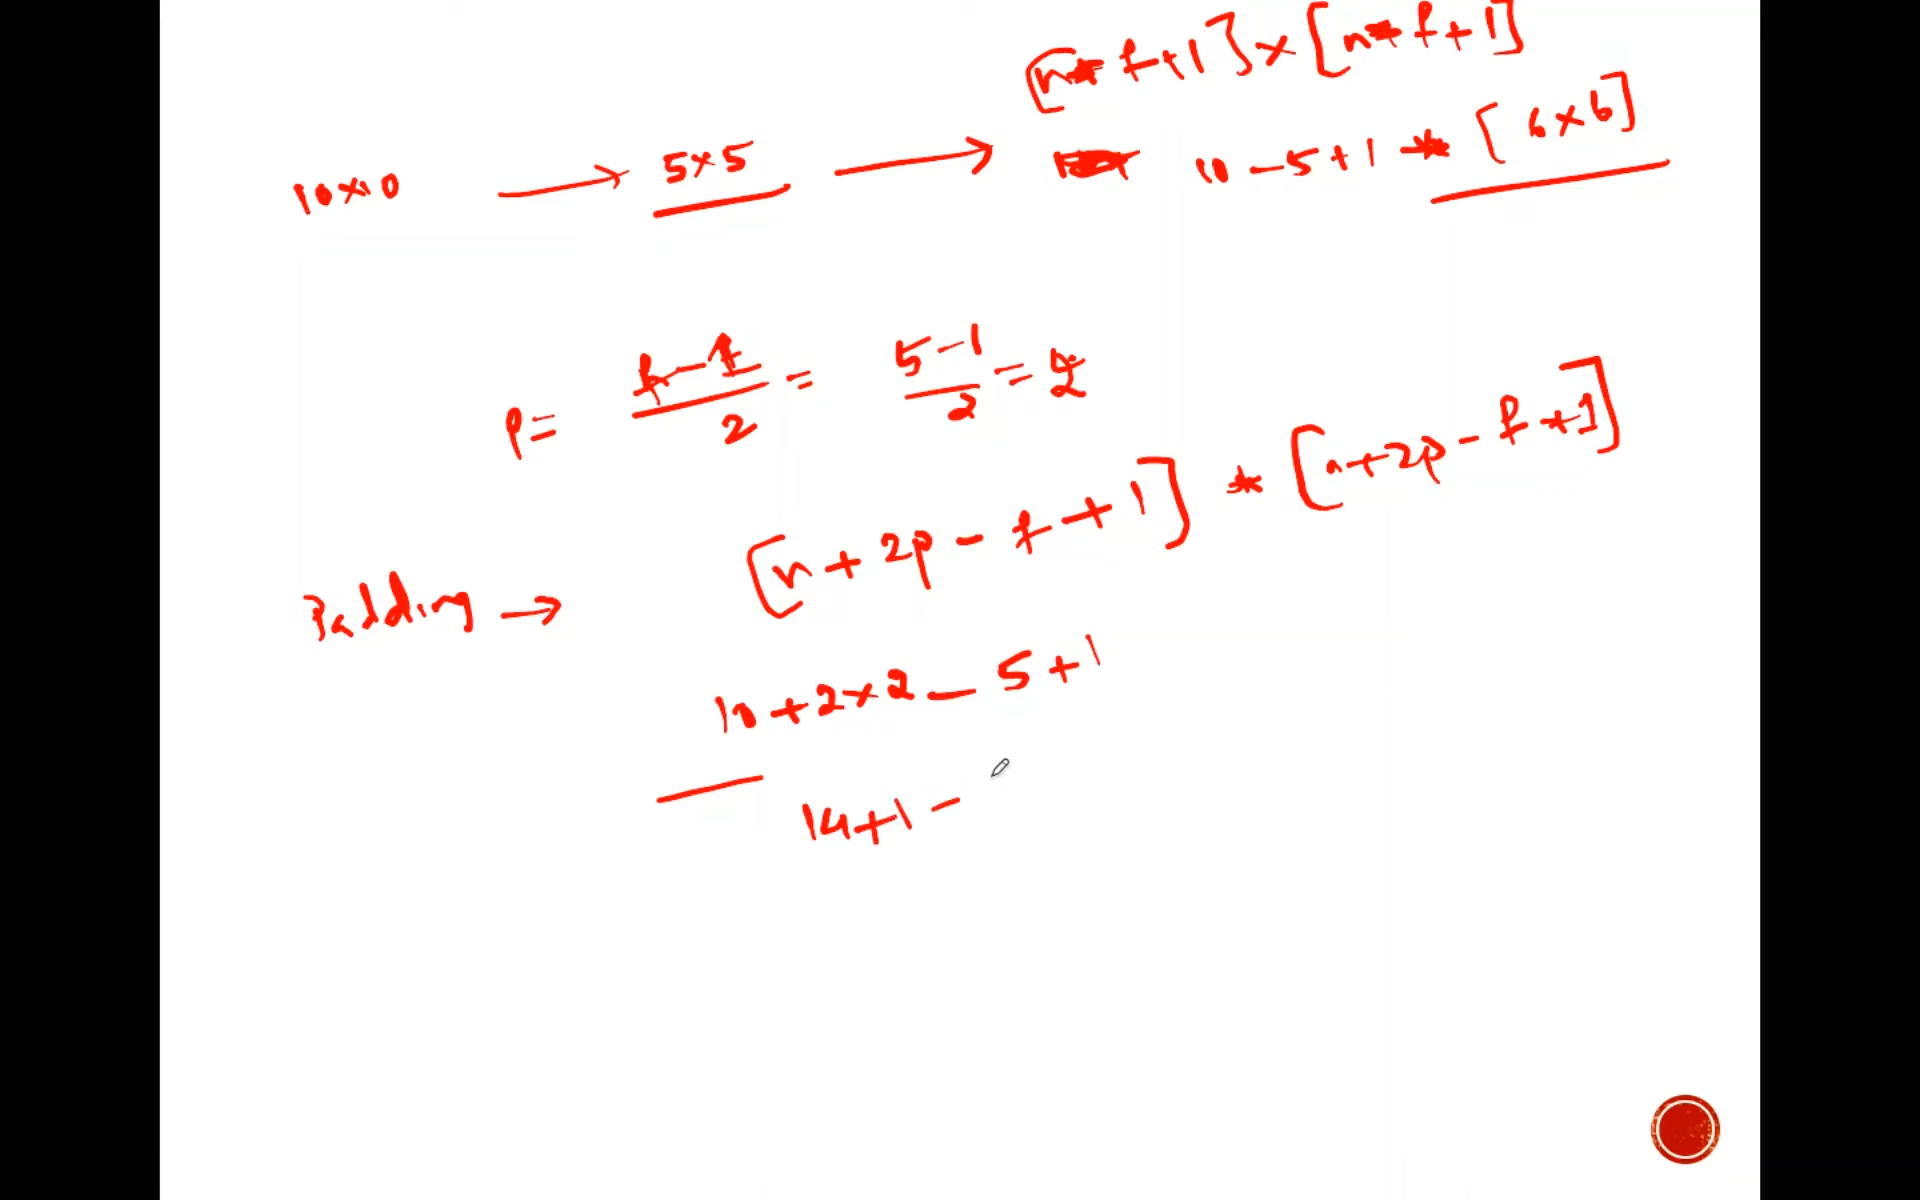 [n - f + 1] × [n - f + 1]
10 × 10 → 5 × 5 → 10 - 5 + 1 * [6 × 6]
P = f - 1 / 2 = 5 - 1 / 2 = 2
Padding → [n + 2p - f + 1] * [n + 2p - f + 1]
10 + 2 × 2 - 5 + 1
14 + 1 -